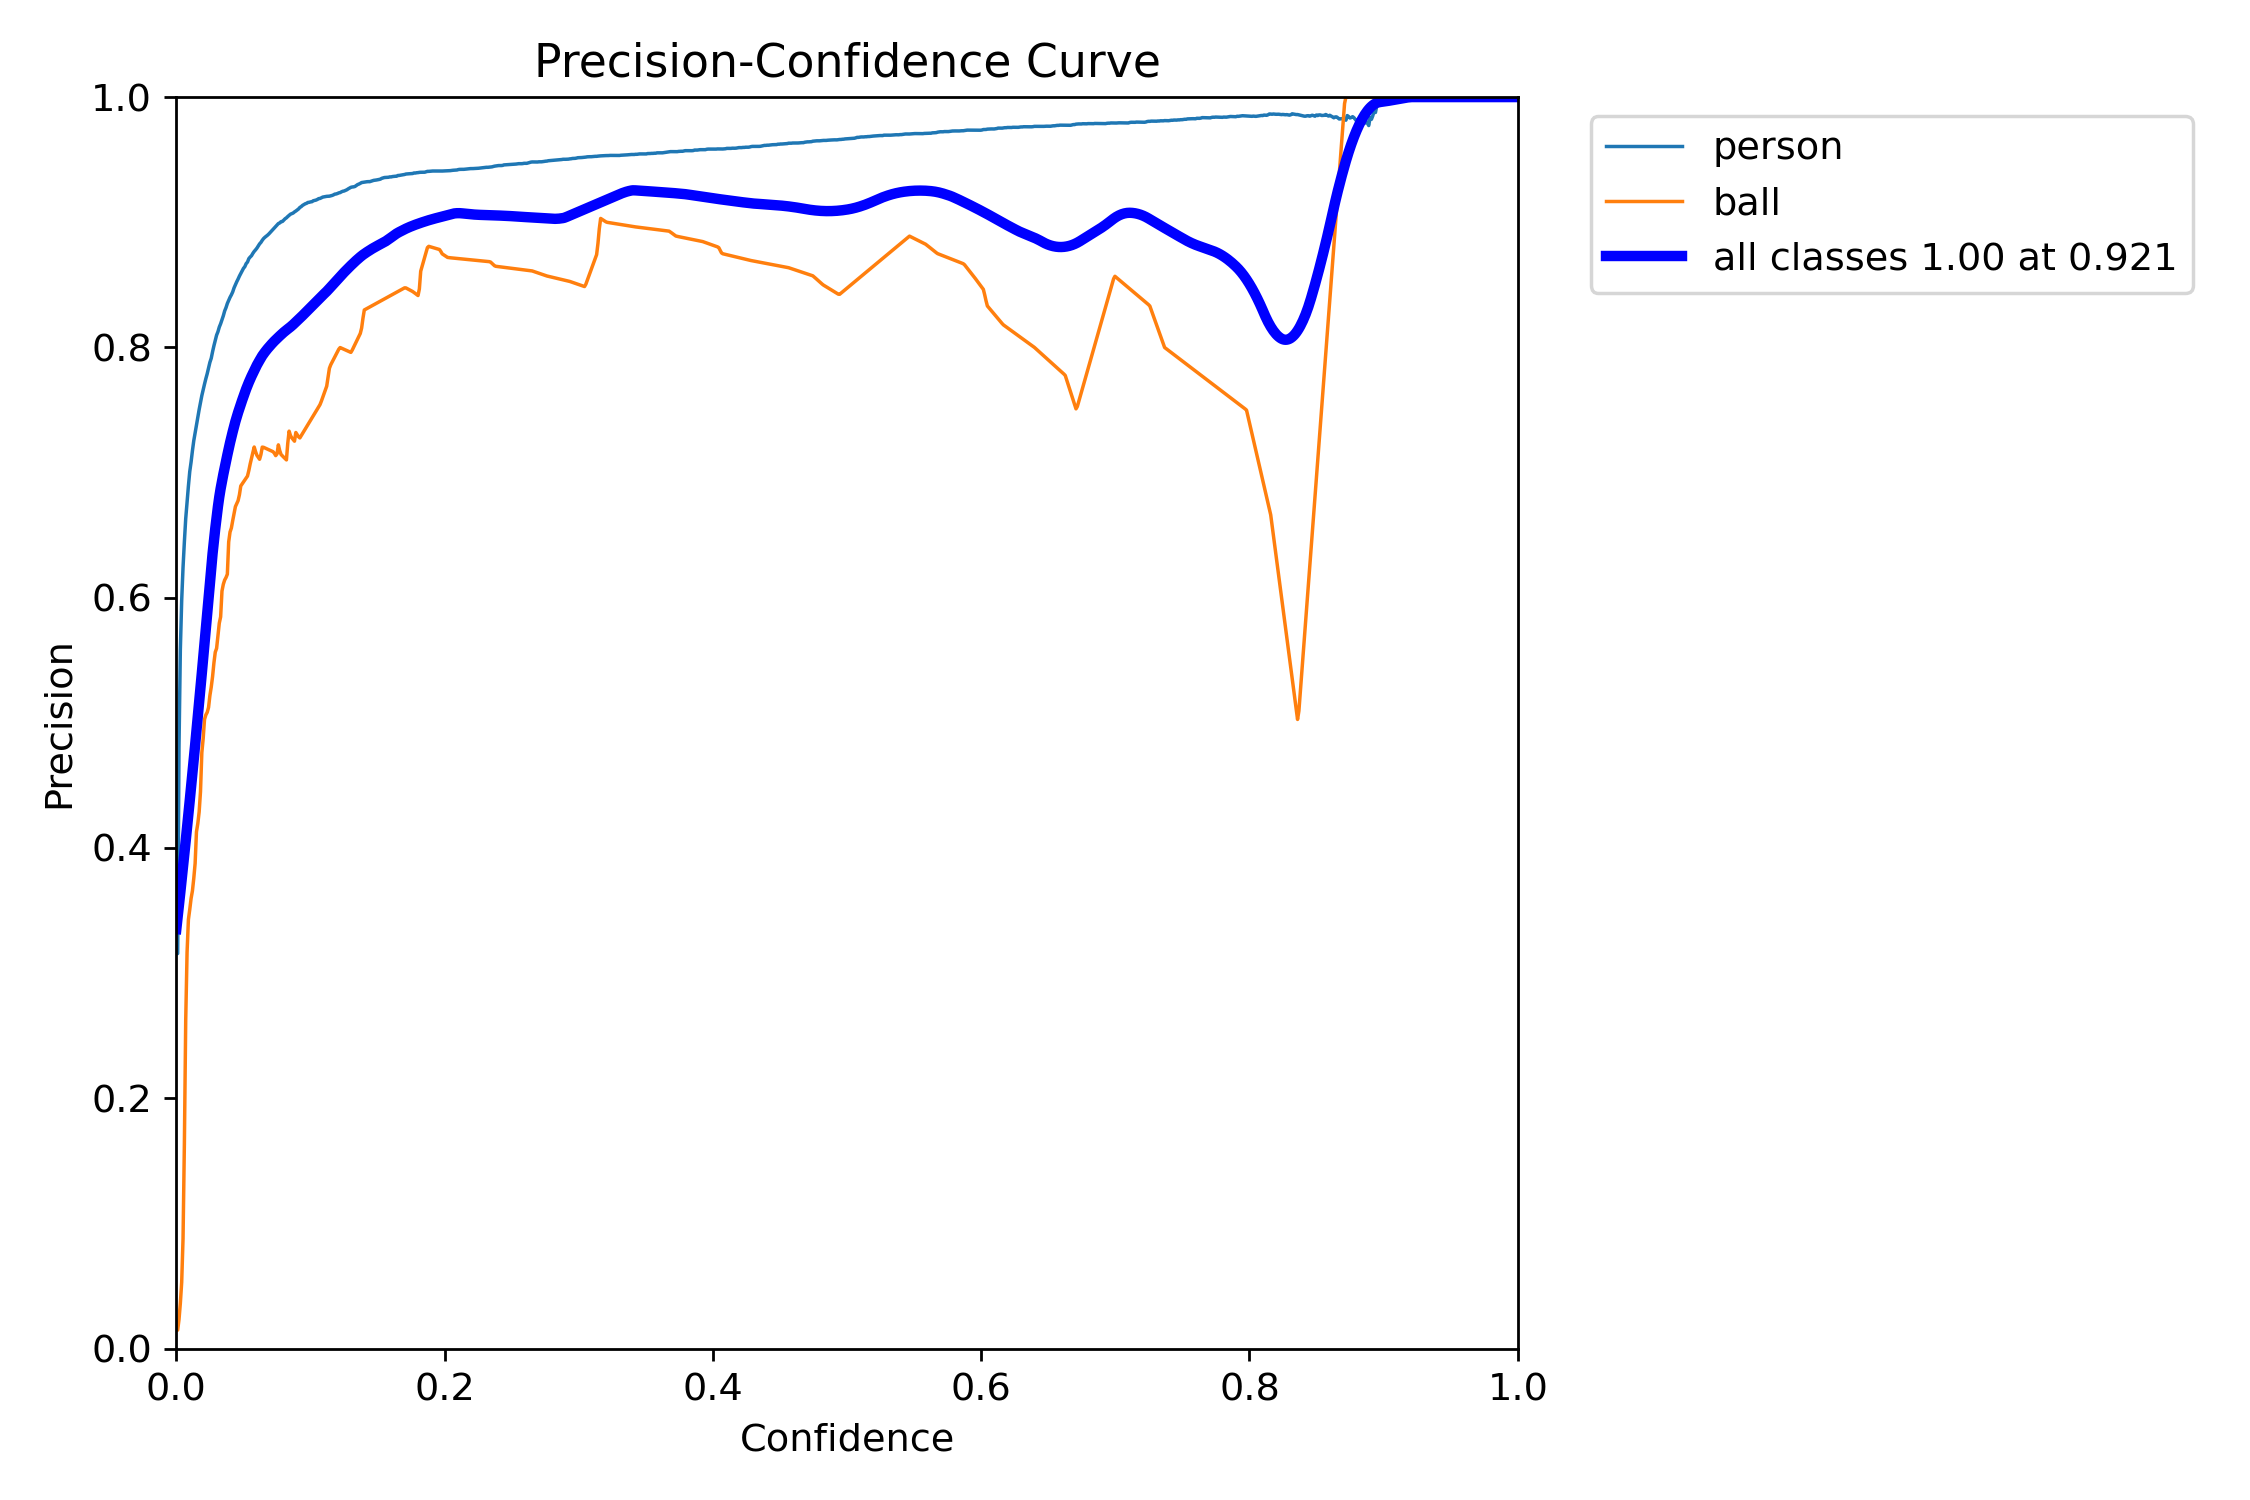 Precision-Confidence Curve
1.0
0.8
0.6
0.4
0.2
0.0
Precision
0.0 0.2 0.4 0.6 0.8 1.0
Confidence
person
ball
all classes 1.00 at 0.921